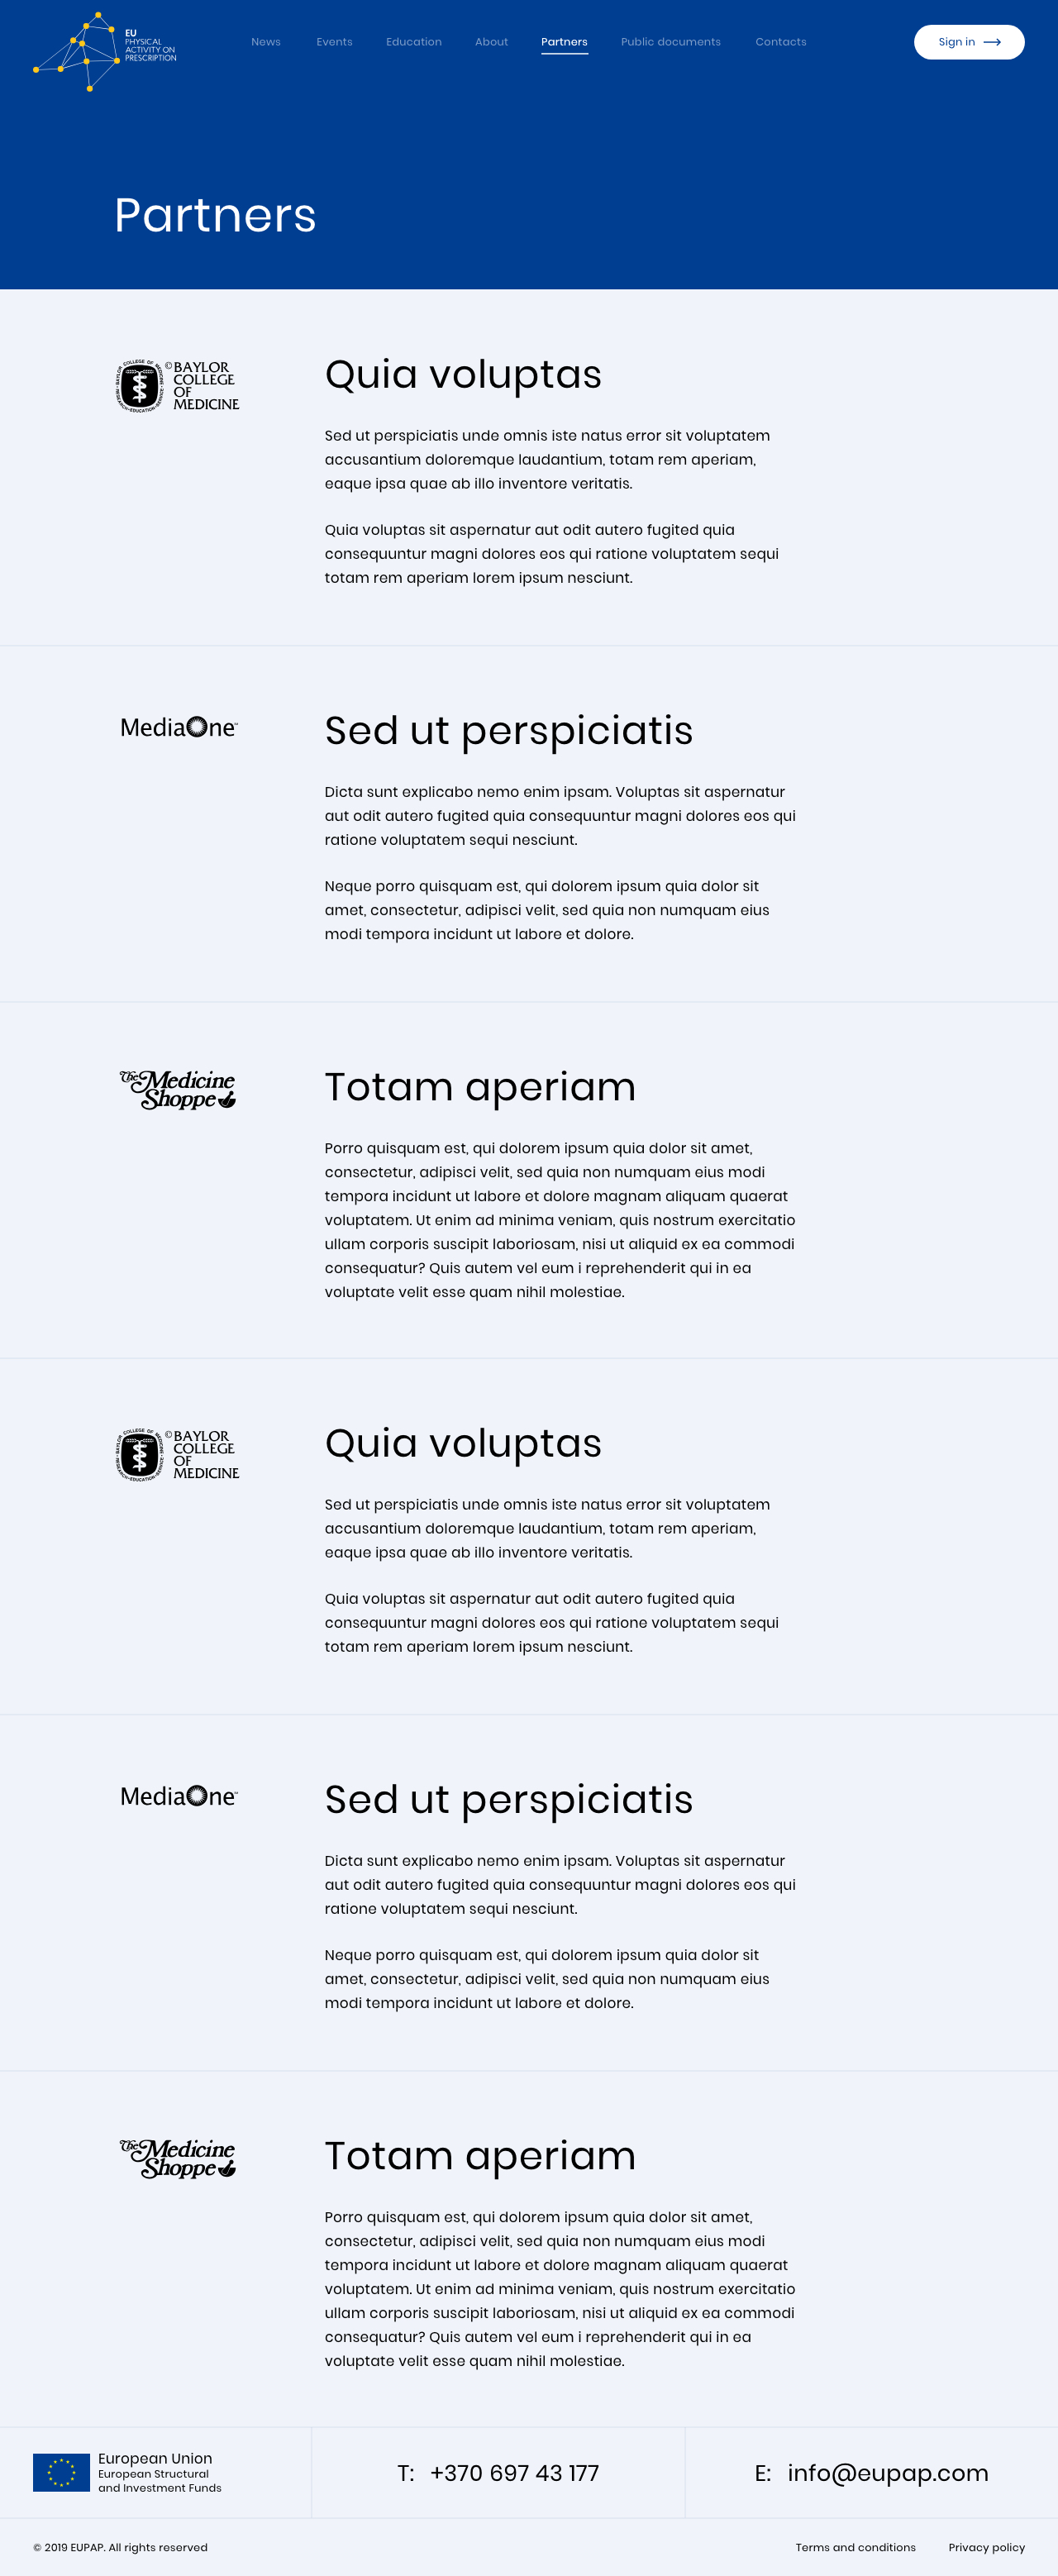 EU
PHYSICAL
ACTIVITY ON
PRESCRIPTION
News Events Education About Partners Public documents Contacts Sign in
Partners
© BAYLOR
COLLEGE
OF
MEDICINE
Quia voluptas
Sed ut perspiciatis unde omnis iste natus error sit voluptatem
accusantium doloremque laudantium, totam rem aperiam,
eaque ipsa quae ab illo inventore veritatis.
Quia voluptas sit aspernatur aut odit autero fugited quia
consequuntur magni dolores eos qui ratione voluptatem sequi
totam rem aperiam lorem ipsum nesciunt.
MediaOne
Sed ut perspiciatis
Dicta sunt explicabo nemo enim ipsam. Voluptas sit aspernatur
aut odit autero fugited quia consequuntur magni dolores eos qui
ratione voluptatem sequi nesciunt.
Neque porro quisquam est, qui dolorem ipsum quia dolor sit
amet, consectetur, adipisci velit, sed quia non numquam eius
modi tempora incidunt ut labore et dolore.
The Medicine
Shoppe
Totam aperiam
Porro quisquam est, qui dolorem ipsum quia dolor sit amet,
consectetur, adipisci velit, sed quia non numquam eius modi
tempora incidunt ut labore et dolore magnam aliquam quaerat
voluptatem. Ut enim ad minima veniam, quis nostrum exercitatio
ullam corporis suscipit laboriosam, nisi ut aliquid ex ea commodi
consequatur? Quis autem vel eum i reprehenderit qui in ea
voluptate velit esse quam nihil molestiae.
© BAYLOR
COLLEGE
OF
MEDICINE
Quia voluptas
Sed ut perspiciatis unde omnis iste natus error sit voluptatem
accusantium doloremque laudantium, totam rem aperiam,
eaque ipsa quae ab illo inventore veritatis.
Quia voluptas sit aspernatur aut odit autero fugited quia
consequuntur magni dolores eos qui ratione voluptatem sequi
totam rem aperiam lorem ipsum nesciunt.
MediaOne
Sed ut perspiciatis
Dicta sunt explicabo nemo enim ipsam. Voluptas sit aspernatur
aut odit autero fugited quia consequuntur magni dolores eos qui
ratione voluptatem sequi nesciunt.
Neque porro quisquam est, qui dolorem ipsum quia dolor sit
amet, consectetur, adipisci velit, sed quia non numquam eius
modi tempora incidunt ut labore et dolore.
The Medicine
Shoppe
Totam aperiam
Porro quisquam est, qui dolorem ipsum quia dolor sit amet,
consectetur, adipisci velit, sed quia non numquam eius modi
tempora incidunt ut labore et dolore magnam aliquam quaerat
voluptatem. Ut enim ad minima veniam, quis nostrum exercitatio
ullam corporis suscipit laboriosam, nisi ut aliquid ex ea commodi
consequatur? Quis autem vel eum i reprehenderit qui in ea
voluptate velit esse quam nihil molestiae.
European Union
European Structural
and Investment Funds
T: +370 697 43 177
E: info@eupap.com
© 2019 EUPAP. All rights reserved
Terms and conditions Privacy policy